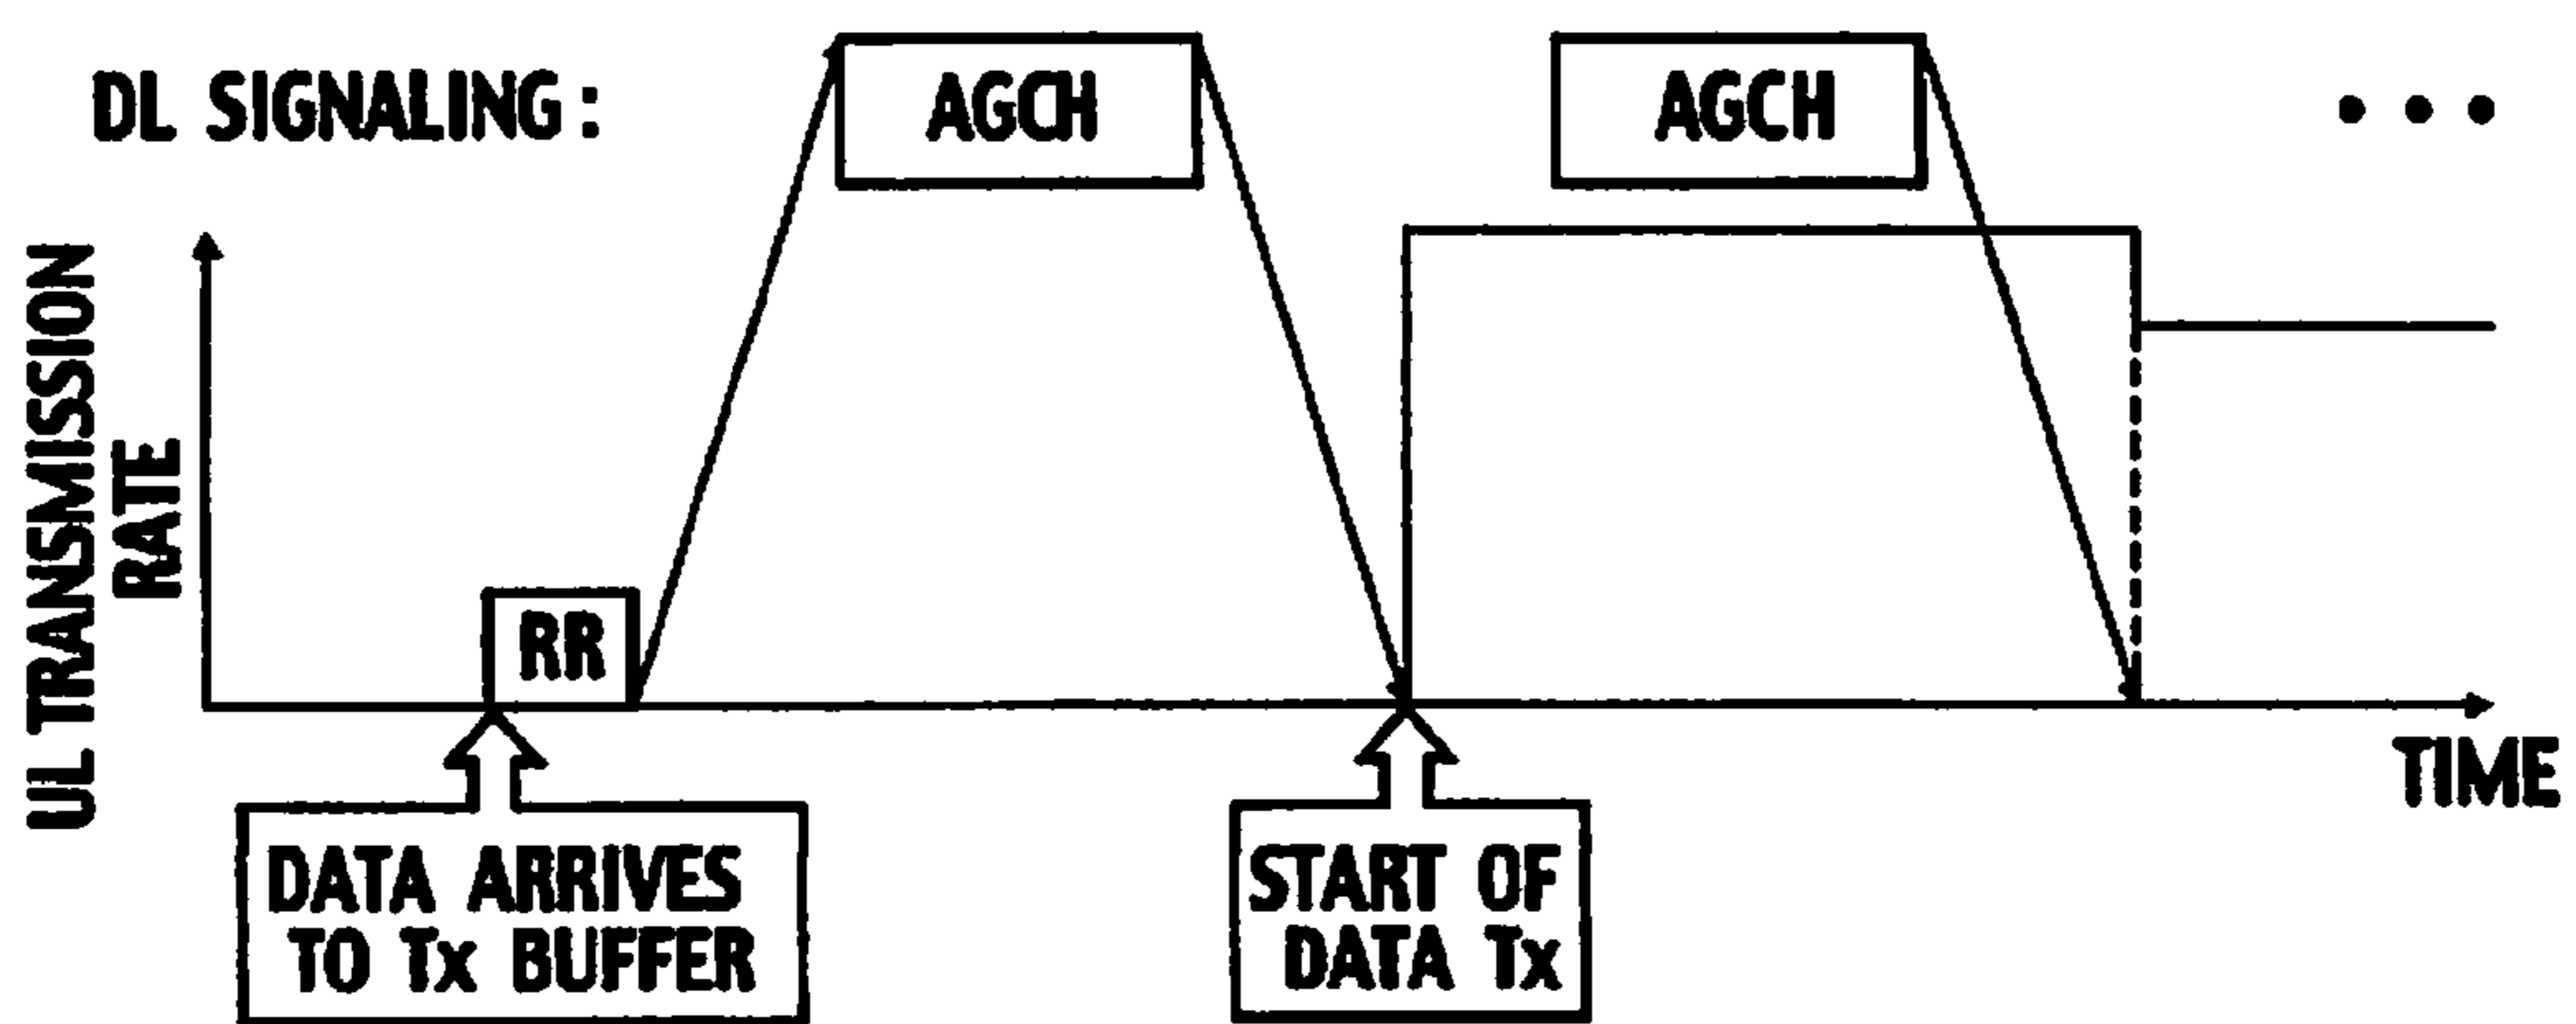 DL SIGNALING:
AGCH
AGCH
• • •
UL TRANSMISSION
RATE
RR
TIME
DATA ARRIVES
TO Tx BUFFER
START OF
DATA Tx